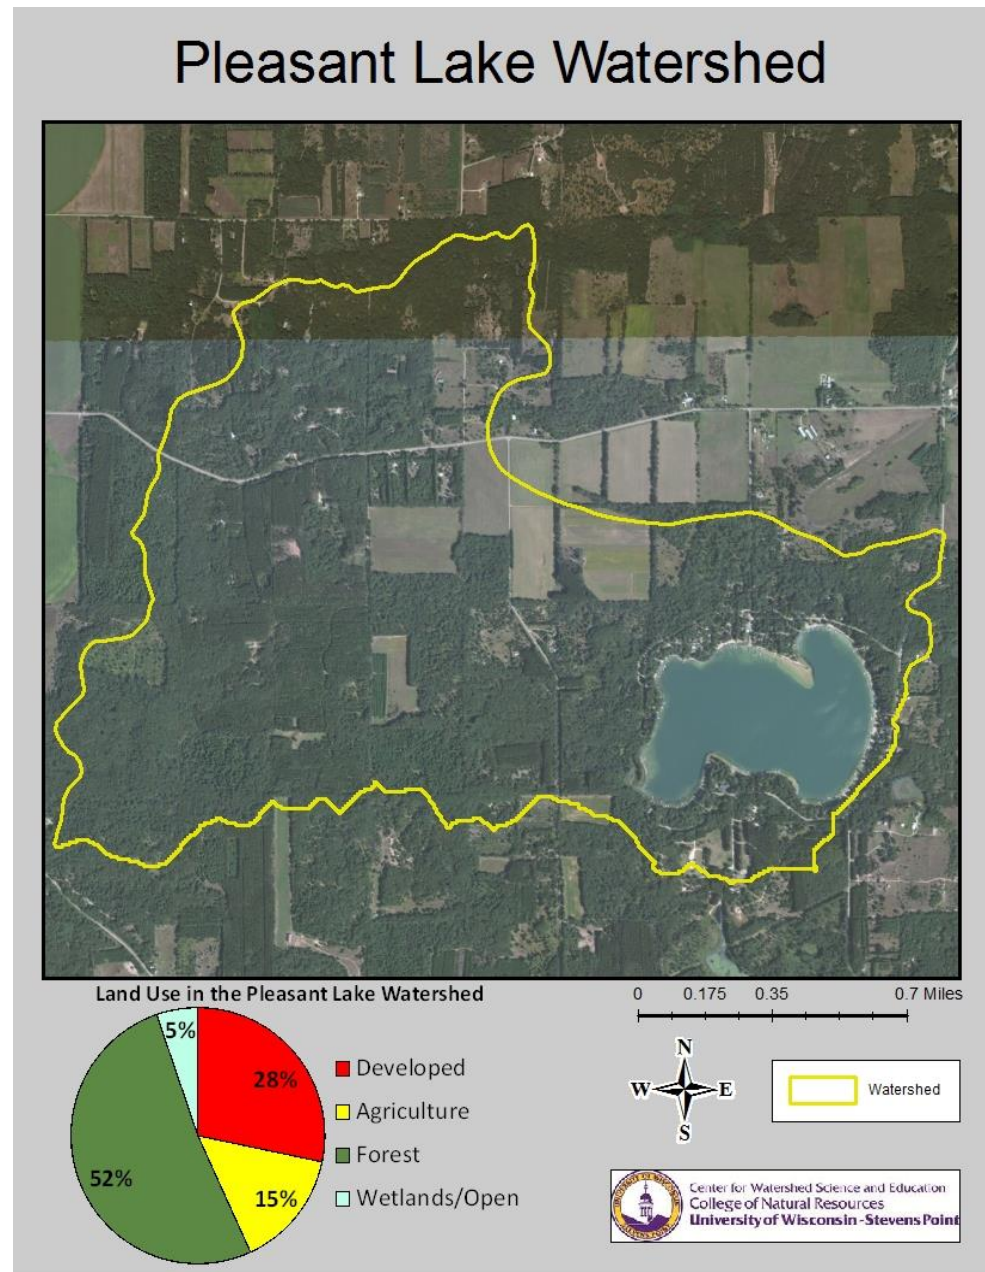 Pleasant Lake Watershed
Land Use in the Pleasant Lake Watershed
5%
28%
52%
15%
Developed
Agriculture
Forest
Wetlands/Open
0 0.175 0.35 0.7 Miles
N
W E
S
Watershed
Center for Watershed Science and Education
College of Natural Resources
University of Wisconsin - Stevens Point